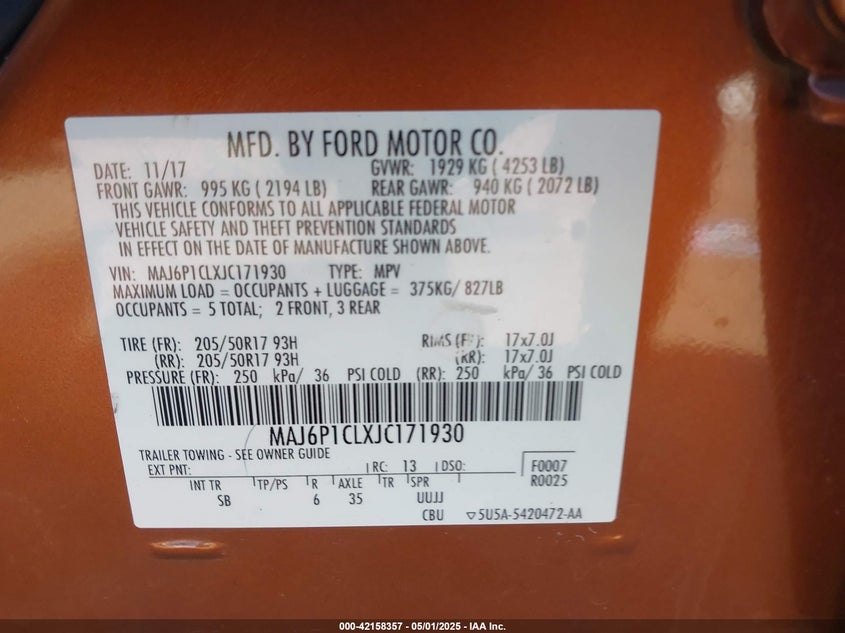 MFD. BY FORD MOTOR CO.
DATE: 11/17 GVWR: 1929 KG ( 4253 LB)
FRONT GAWR: 995 KG ( 2194 LB) REAR GAWR: 940 KG ( 2072 LB)
THIS VEHICLE CONFORMS TO ALL APPLICABLE FEDERAL MOTOR
VEHICLE SAFETY AND THEFT PREVENTION STANDARDS
IN EFFECT ON THE DATE OF MANUFACTURE SHOWN ABOVE.
VIN: MAJ6P1CLXJC171930 TYPE: MPV
MAXIMUM LOAD = OCCUPANTS + LUGGAGE = 375KG/ 827LB
OCCUPANTS = 5 TOTAL; 2 FRONT, 3 REAR
TIRE (FR): 205/50R17 93H RIMS (FR): 17x7.0J
(RR): 205/50R17 93H (RR): 17x7.0J
PRESSURE (FR): 250 kPa/ 36 PSI COLD (RR): 250 kPa/ 36 PSI COLD
MAJ6P1CLXJC171930
TRAILER TOWING - SEE OWNER GUIDE
EXT PNT: RC: 13 DSO: F0007
R0025
INT TR TP/PS R AXLE TR SPR
SB 6 35 UUJJ
CBU ▽5U5A-5420472-AA
000-42158357 - 05/01/2025 - IAA Inc.